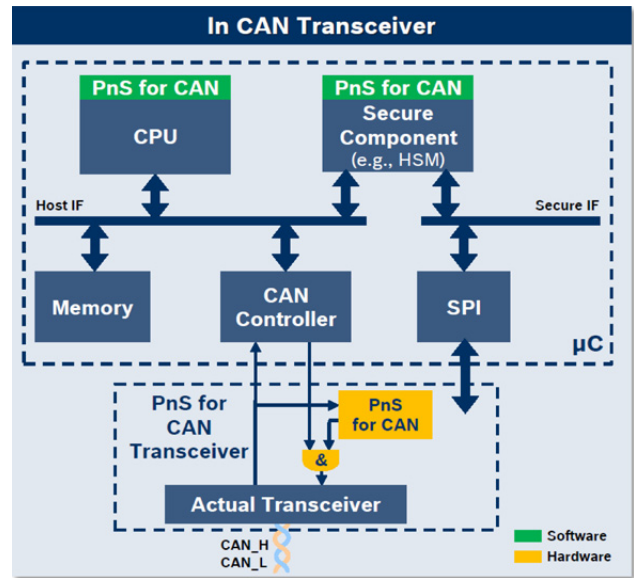 In CAN Transceiver
PnS for CAN
CPU
PnS for CAN
Secure
Component
(e.g., HSM)
Host IF
Secure IF
Memory
CAN
Controller
SPI
µC
PnS for
CAN
Transceiver
PnS
for CAN
&
Actual Transceiver
CAN_H
CAN_L
Software
Hardware